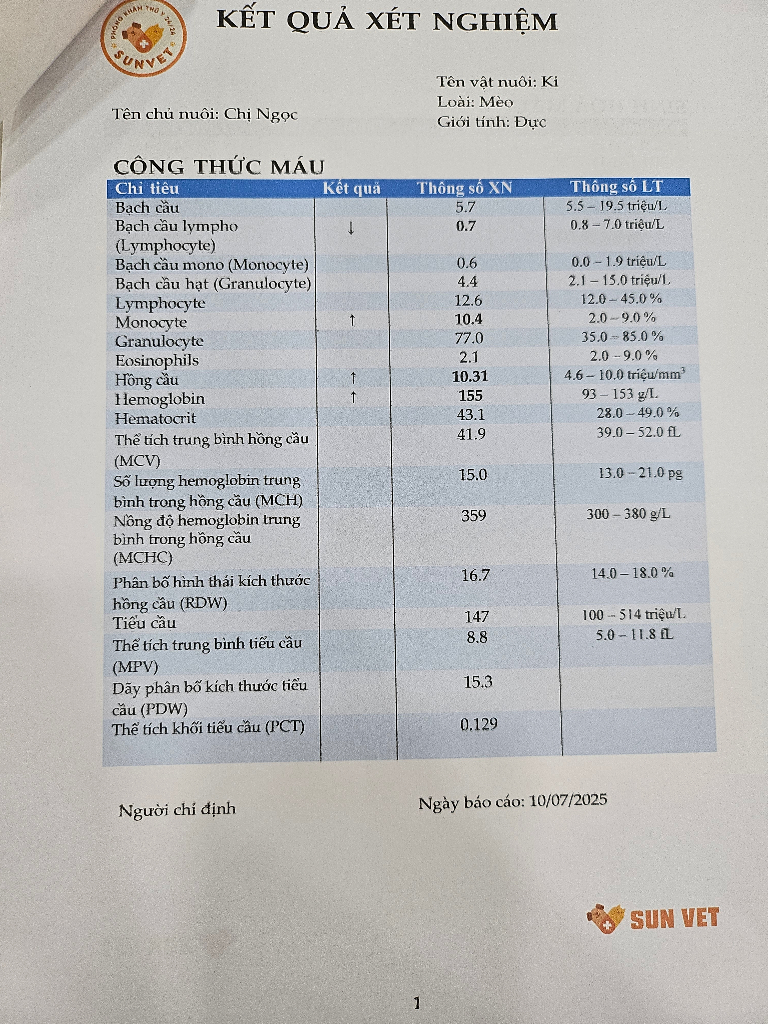 PHÒNG KHÁM THÚ Y 24/24
SUNVET
KẾT QUẢ XÉT NGHIỆM
Tên vật nuôi: Ki
Tên chủ nuôi: Chị Ngọc
Loài: Mèo
Giới tính: Đực
CÔNG THỨC MÁU
Chỉ tiêu Kết quả Thông số XN Thông số LT
Bạch cầu 5.7 5.5 – 19.5 triệu/L
Bạch cầu lympho ↓ 0.7 0.8 – 7.0 triệu/L
(Lymphocyte)
Bạch cầu mono (Monocyte) 0.6 0.0 – 1.9 triệu/L
Bạch cầu hạt (Granulocyte) 4.4 2.1 – 15.0 triệu/L
Lymphocyte 12.6 12.0 – 45.0 %
Monocyte ↑ 10.4 2.0 – 9.0 %
Granulocyte 77.0 35.0 – 85.0 %
Eosinophils 2.1 2.0 – 9.0 %
Hồng cầu ↑ 10.31 4.6 – 10.0 triệu/mm³
Hemoglobin ↑ 155 93 – 153 g/L
Hematocrit 43.1 28.0 – 49.0 %
Thể tích trung bình hồng cầu 41.9 39.0 – 52.0 fL
(MCV)
Số lượng hemoglobin trung 15.0 13.0 – 21.0 pg
bình trong hồng cầu (MCH)
Nồng độ hemoglobin trung 359 300 – 380 g/L
bình trong hồng cầu
(MCHC)
Phân bố hình thái kích thước 16.7 14.0 – 18.0 %
hồng cầu (RDW)
Tiểu cầu 147 100 – 514 triệu/L
Thể tích trung bình tiểu cầu 8.8 5.0 – 11.8 fL
(MPV)
Dãy phân bố kích thước tiểu 15.3
cầu (PDW)
Thể tích khối tiểu cầu (PCT) 0.129
Người chỉ định
Ngày báo cáo: 10/07/2025
SUN VET
1